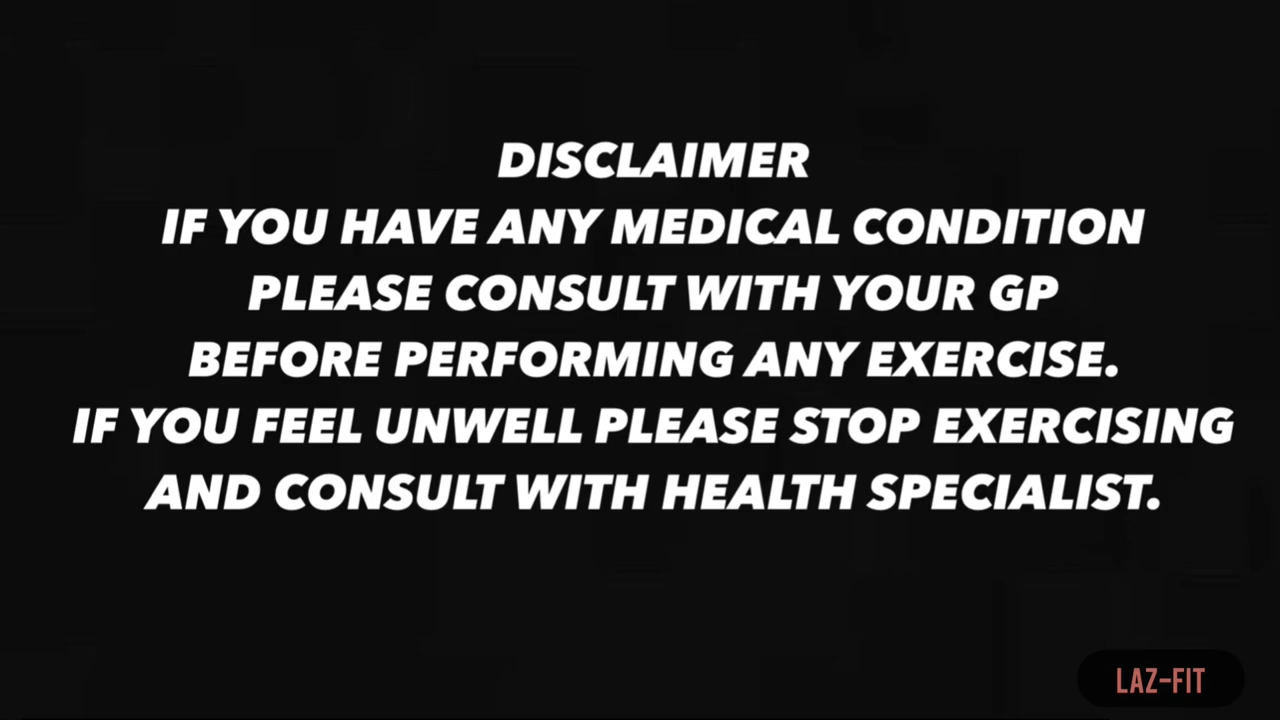 DISCLAIMER
IF YOU HAVE ANY MEDICAL CONDITION
PLEASE CONSULT WITH YOUR GP
BEFORE PERFORMING ANY EXERCISE.
IF YOU FEEL UNWELL PLEASE STOP EXERCISING
AND CONSULT WITH HEALTH SPECIALIST.
LAZ-FIT